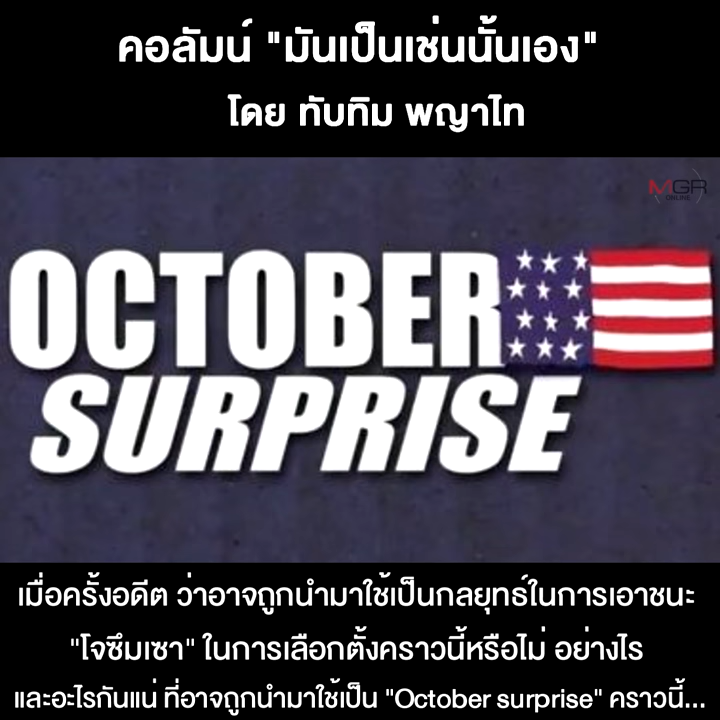 คอลัมน์ "มันเป็นเช่นนั้นเอง"
โดย ทับทิม พญาไท
MGR
ONLINE
OCTOBER
SURPRISE
เมื่อครั้งอดีต ว่าอาจถูกนำมาใช้เป็นกลยุทธ์ในการเอาชนะ
"โจซึมเซา" ในการเลือกตั้งคราวนี้หรือไม่ อย่างไร
และอะไรกันแน่ ที่อาจถูกนำมาใช้เป็น "October surprise" คราวนี้...